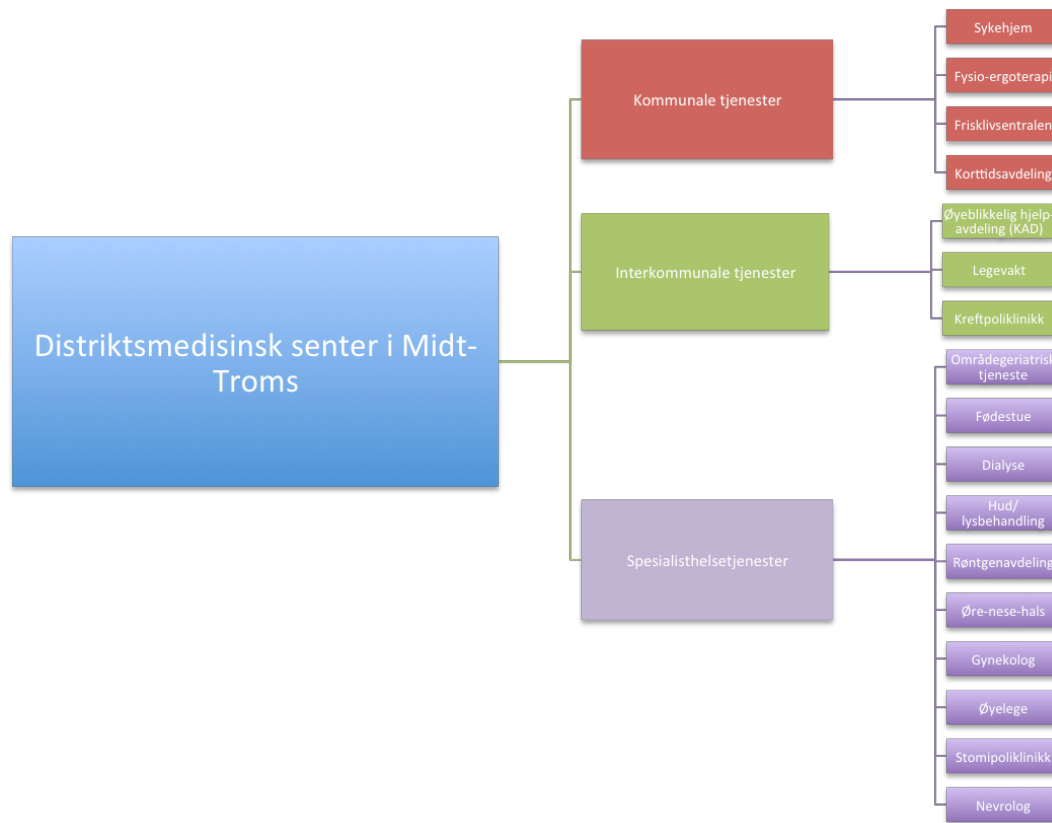 Distriktsmedisinsk senter i Midt-
Troms
Kommunale tjenester
Sykehjem
Fysio-ergoterapi
Frisklivsentralen
Korttidsavdeling
Interkommunale tjenester
Øyeblikkelig hjelp-
avdeling (KAD)
Legevakt
Kreftpoliklinikk
Spesialisthelsetjenester
Områdegeriatrisk
tjeneste
Fødestue
Dialyse
Hud/
lysbehandling
Røntgenavdeling
Øre-nese-hals
Gynekolog
Øyelege
Stomipoliklinikk
Nevrolog